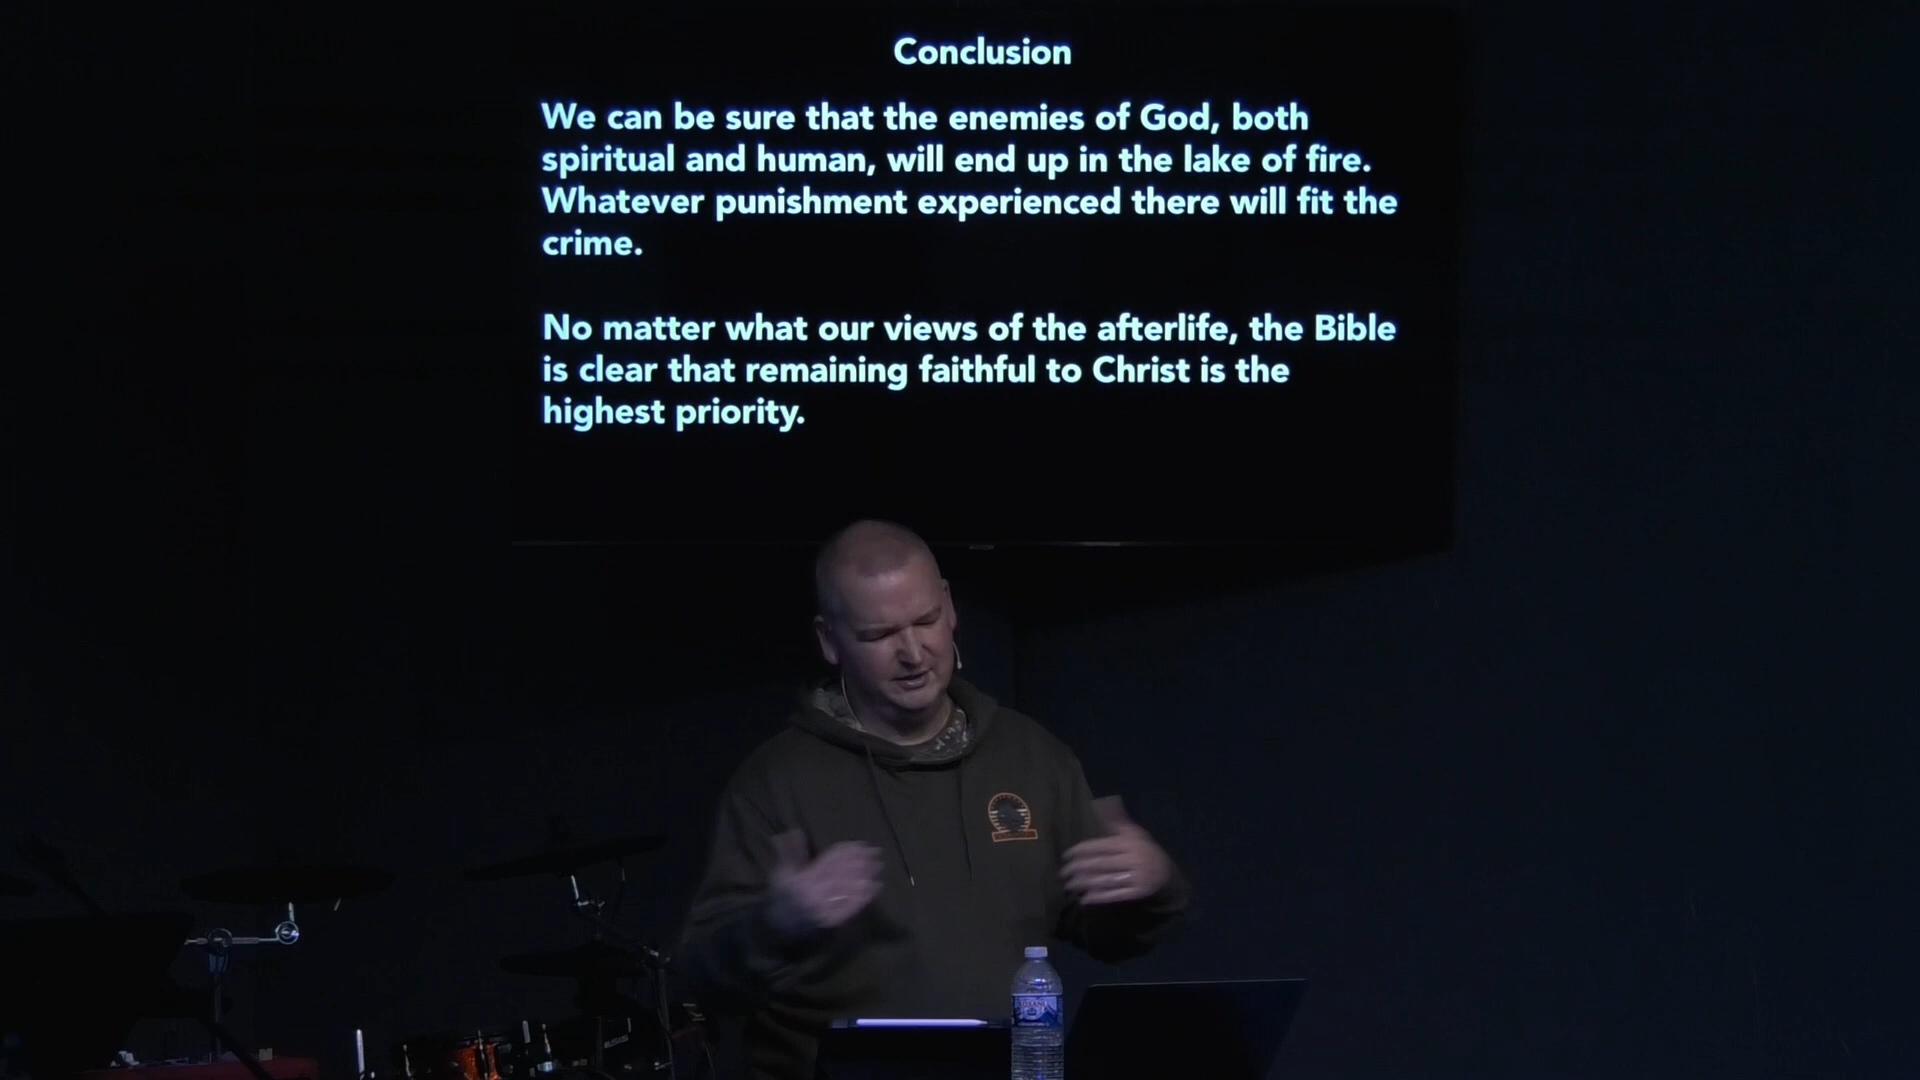 Conclusion
We can be sure that the enemies of God, both
spiritual and human, will end up in the lake of fire.
Whatever punishment experienced there will fit the
crime.
No matter what our views of the afterlife, the Bible
is clear that remaining faithful to Christ is the
highest priority.